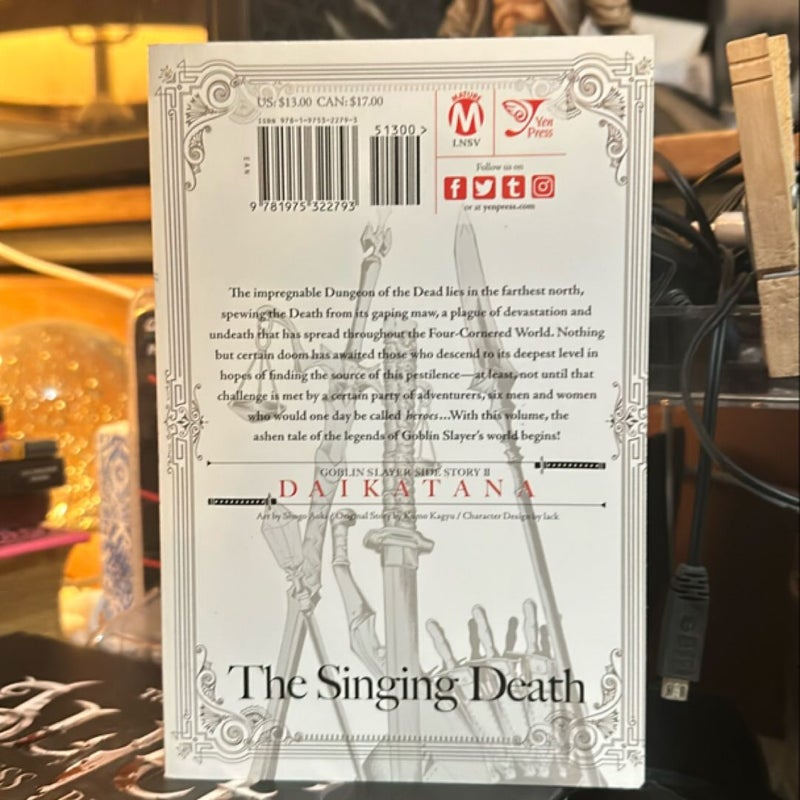 US: $13.00 CAN: $17.00
ISBN 978-1-9753-2279-3
51300 >
EAN
9 781975 322793
MATURE
M
LNSV
Yen
Press
Follow us on
or at yenpress.com
The impregnable Dungeon of the Dead lies in the farthest north,
spewing the Death from its gaping maw, a plague of devastation and
undeath that has spread throughout the Four-Cornered World. Nothing
but certain doom has awaited those who descend to its deepest level in
hopes of finding the source of this pestilence—at least, not until that
challenge is met by a certain party of adventurers, six men and women
who would one day be called heroes...With this volume, the
ashen tale of the legends of Goblin Slayer's world begins!
GOBLIN SLAYER SIDE STORY II
DAIKATANA
Art by Shogo Aoki / Original Story by Kumo Kagyu / Character Design by lack
The Singing Death